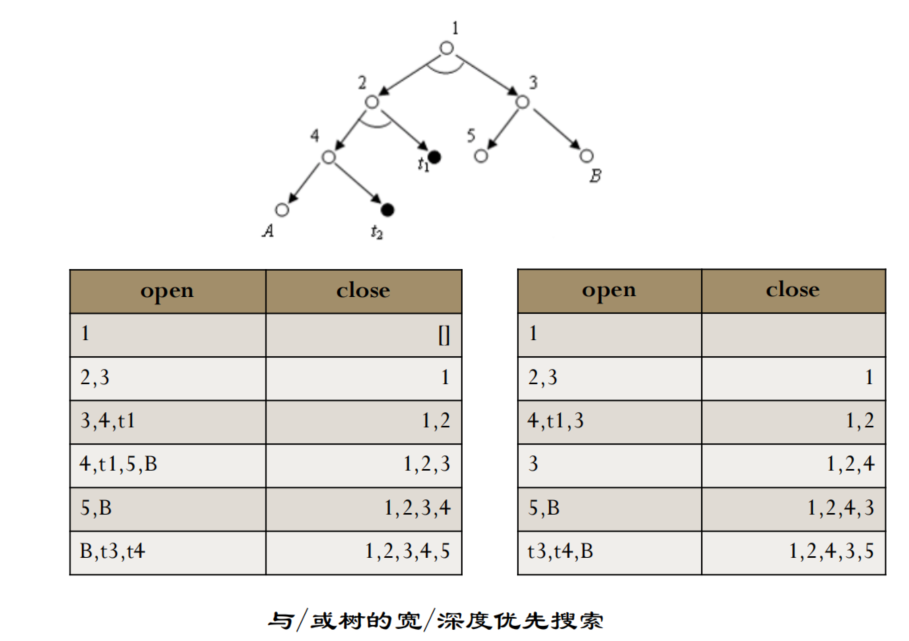 1
2 3
4 5
t1 B
A t2
open close open close
1 [] 1
2,3 1 2,3 1
3,4,t1 1,2 4,t1,3 1,2
4,t1,5,B 1,2,3 3 1,2,4
5,B 1,2,3,4 5,B 1,2,4,3
B,t3,t4 1,2,3,4,5 t3,t4,B 1,2,4,3,5
与/或树的宽/深度优先搜索